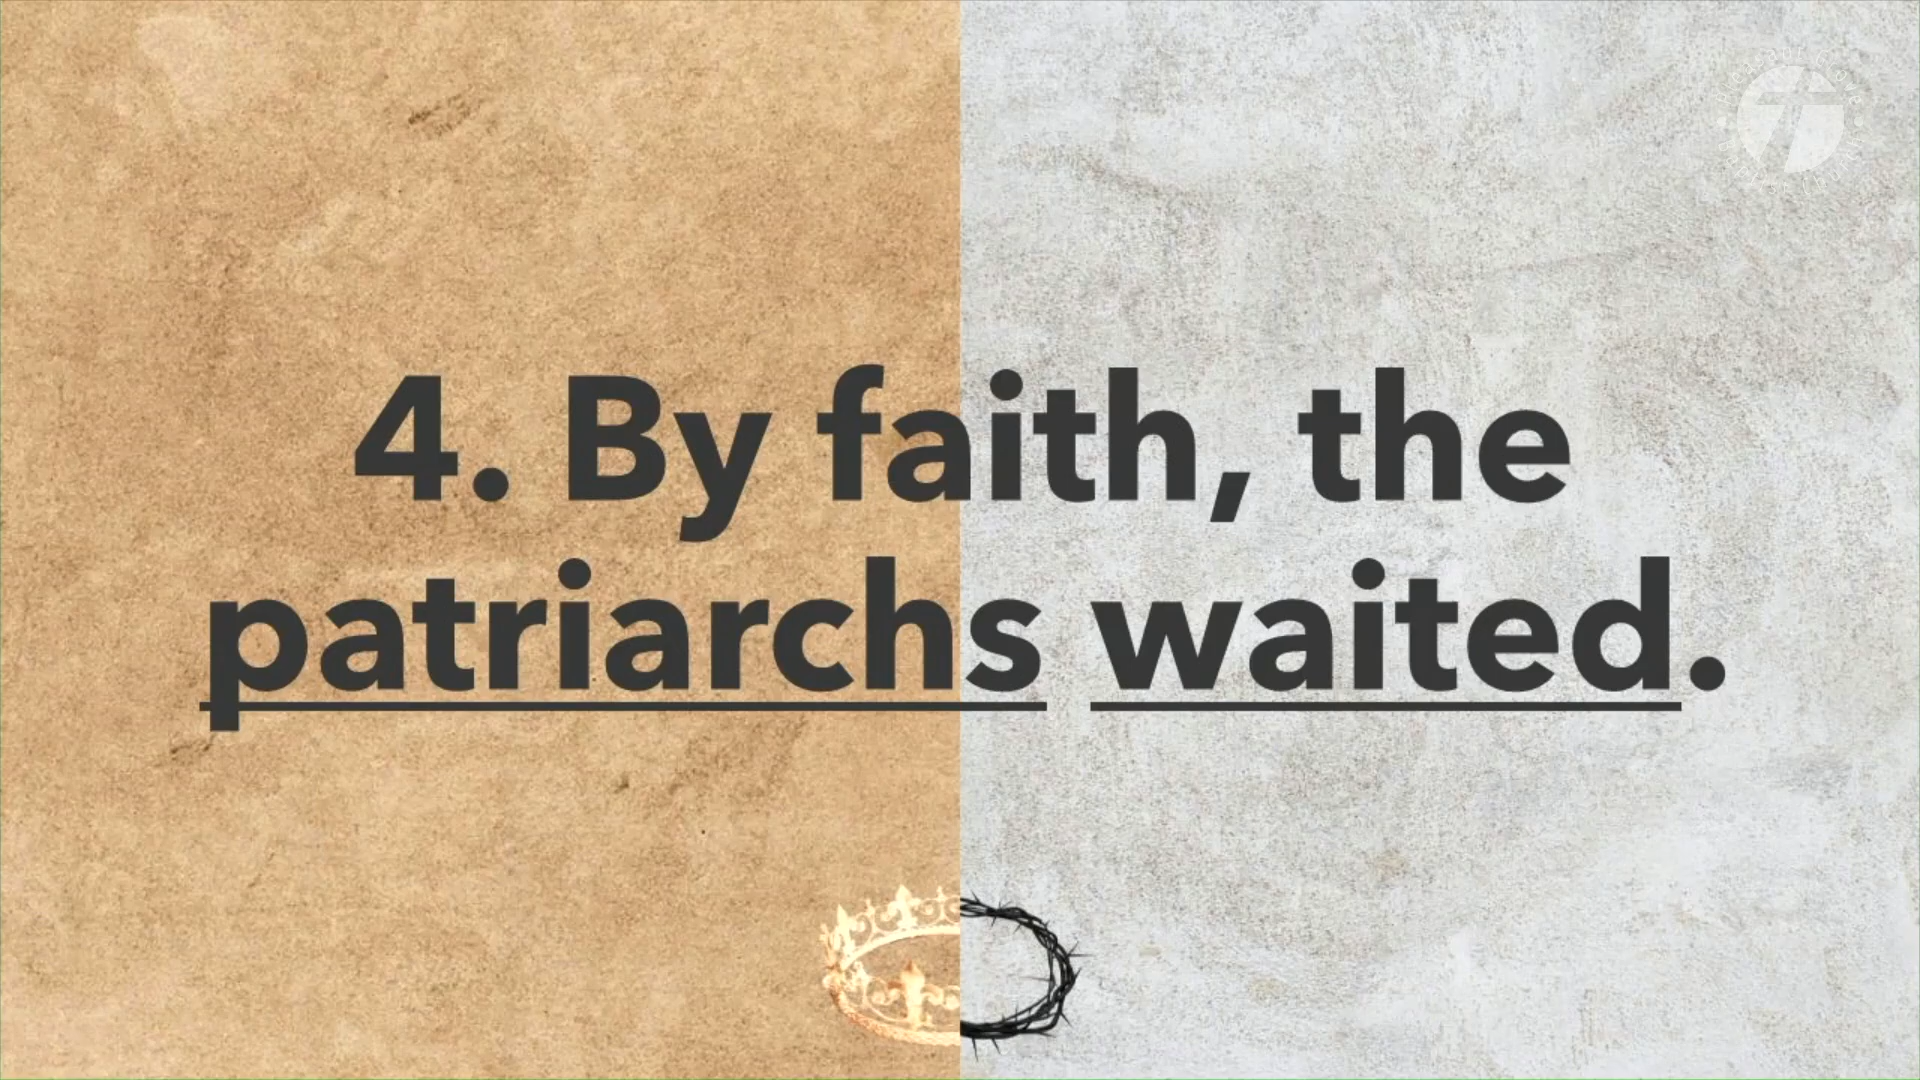 4. By faith, the
patriarchs waited.